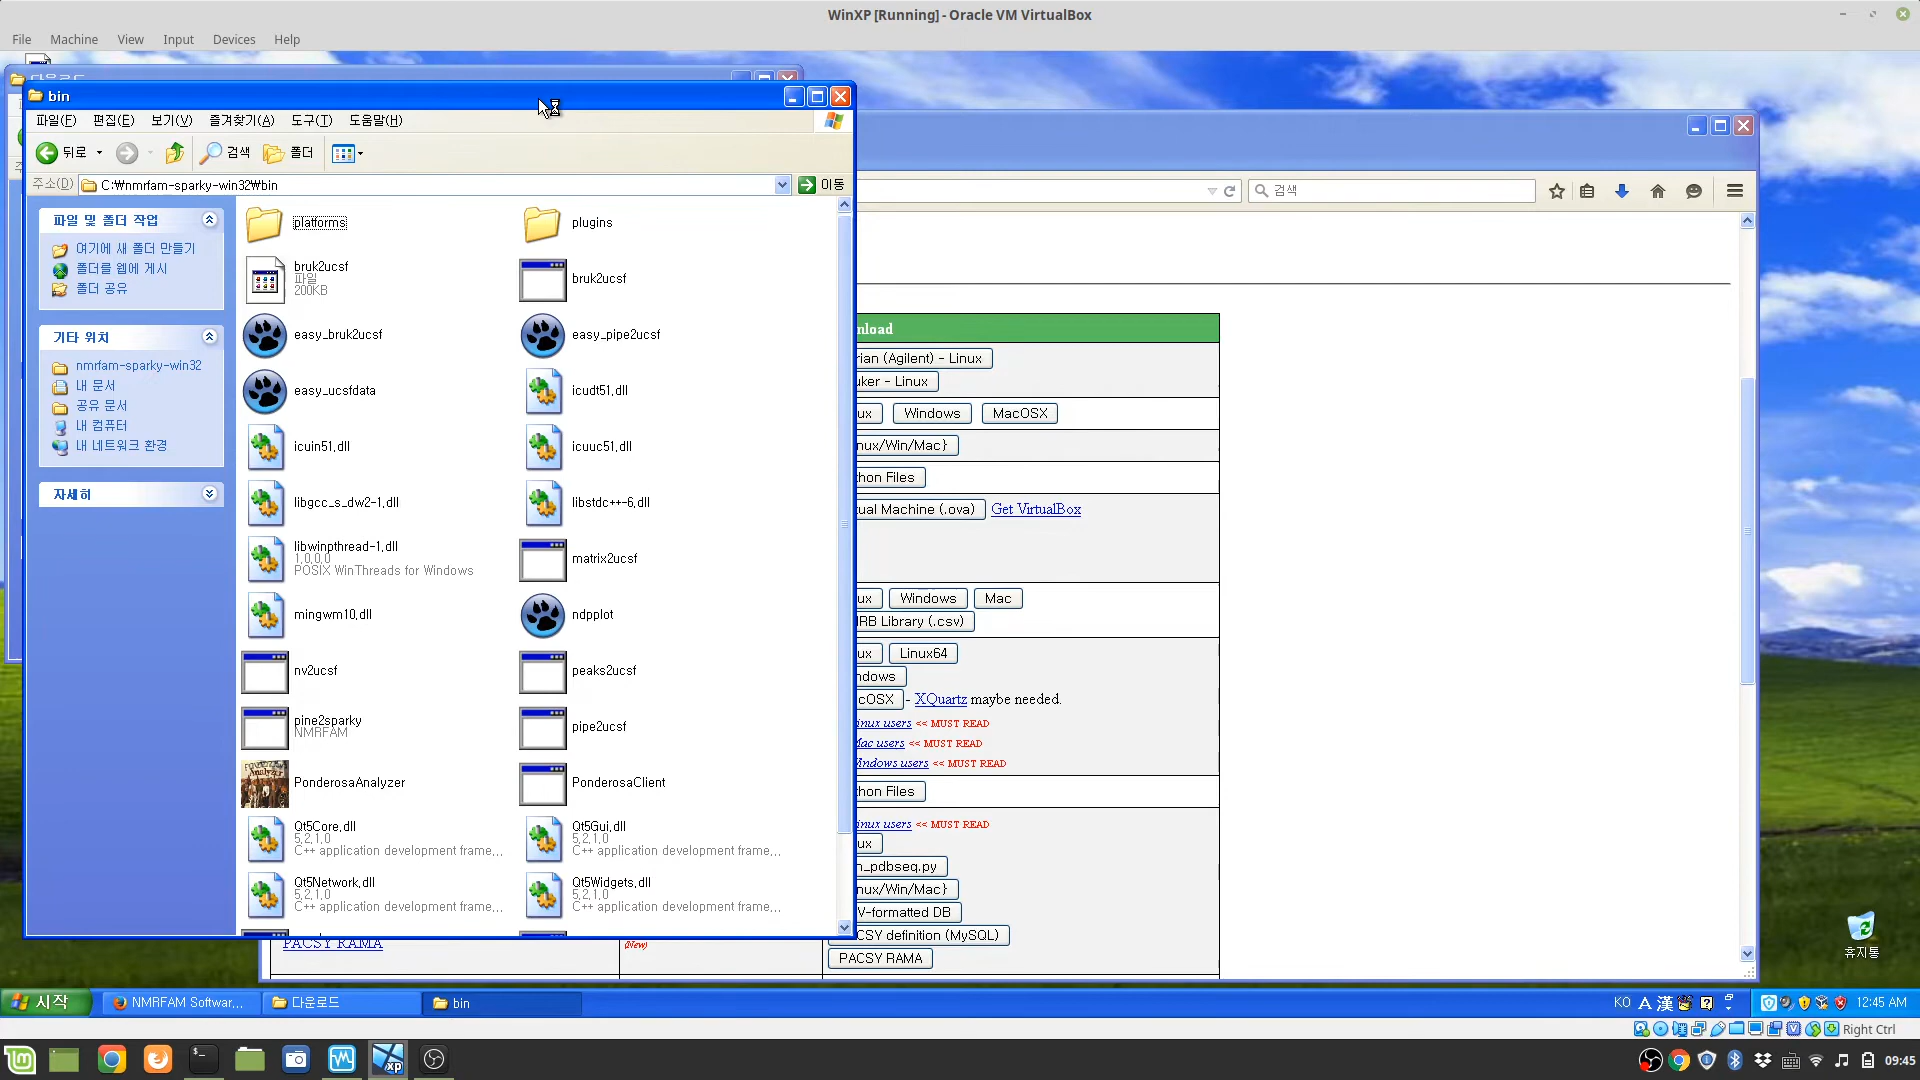 WinXP [Running] - Oracle VM VirtualBox
File Machine View Input Devices Help
다운로드
bin
파일(F) 편집(E) 보기(V) 즐겨찾기(A) 도구(T) 도움말(H)
뒤로 검색 폴더
주소(D) C:\nmrfam-sparky-win32\bin 이동
검색
파일 및 폴더 작업
여기에 새 폴더 만들기
폴더를 웹에 게시
폴더 공유
기타 위치
nmrfam-sparky-win32
내 문서
공유 문서
내 컴퓨터
내 네트워크 환경
자세히
platforms
plugins
bruk2ucsf
파일
200KB
bruk2ucsf
easy_bruk2ucsf
easy_pipe2ucsf
easy_ucsfdata
icudt51.dll
icuin51.dll
icuuc51.dll
libgcc_s_dw2-1.dll
libstdc++-6.dll
libwinpthread-1.dll
1.0.0.0
POSIX WinThreads for Windows
matrix2ucsf
mingwm10.dll
ndpplot
nv2ucsf
peaks2ucsf
pine2sparky
NMRFAM
pipe2ucsf
PonderosaAnalyzer
PonderosaClient
Qt5Core.dll
5.2.1.0
C++ application development frame...
Qt5Gui.dll
5.2.1.0
C++ application development frame...
Qt5Network.dll
5.2.1.0
C++ application development frame...
Qt5Widgets.dll
5.2.1.0
C++ application development frame...
nload
rian (Agilent) - Linux
uker - Linux
ux Windows MacOSX
nux/Win/Mac}
thon Files
ual Machine (.ova) Get VirtualBox
ux Windows Mac
IRB Library (.csv)
ux Linux64
ndows
cOSX - XQuartz maybe needed.
inux users << MUST READ
Mac users << MUST READ
Windows users << MUST READ
thon Files
inux users << MUST READ
ux
n_pdbseq.py
nux/Win/Mac}
V-formatted DB
CSY definition (MySQL)
PACSY RAMA (New) PACSY RAMA
휴지통
시작 NMRFAM Softwar... 다운로드 bin KO A 漢 12:45 AM
Right Ctrl
xp 09:45